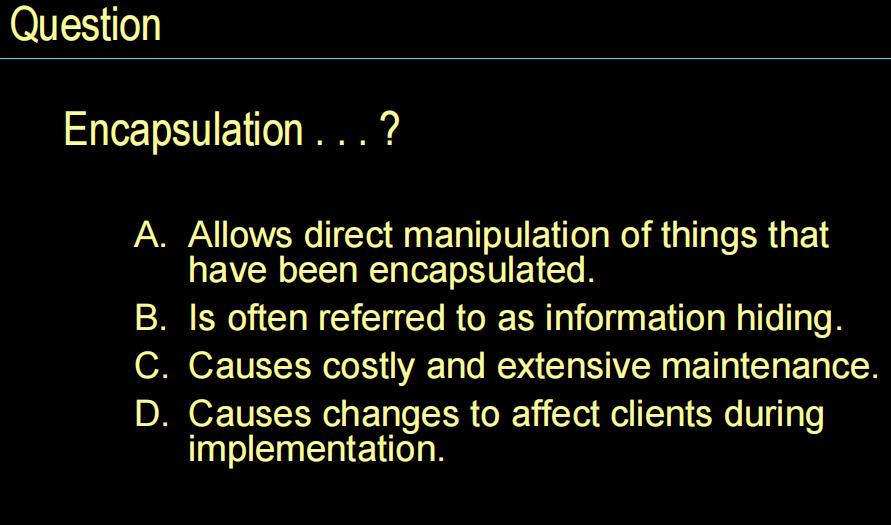 Question
Encapsulation . . . ?
A. Allows direct manipulation of things that
have been encapsulated.
B. Is often referred to as information hiding.
C. Causes costly and extensive maintenance.
D. Causes changes to affect clients during
implementation.